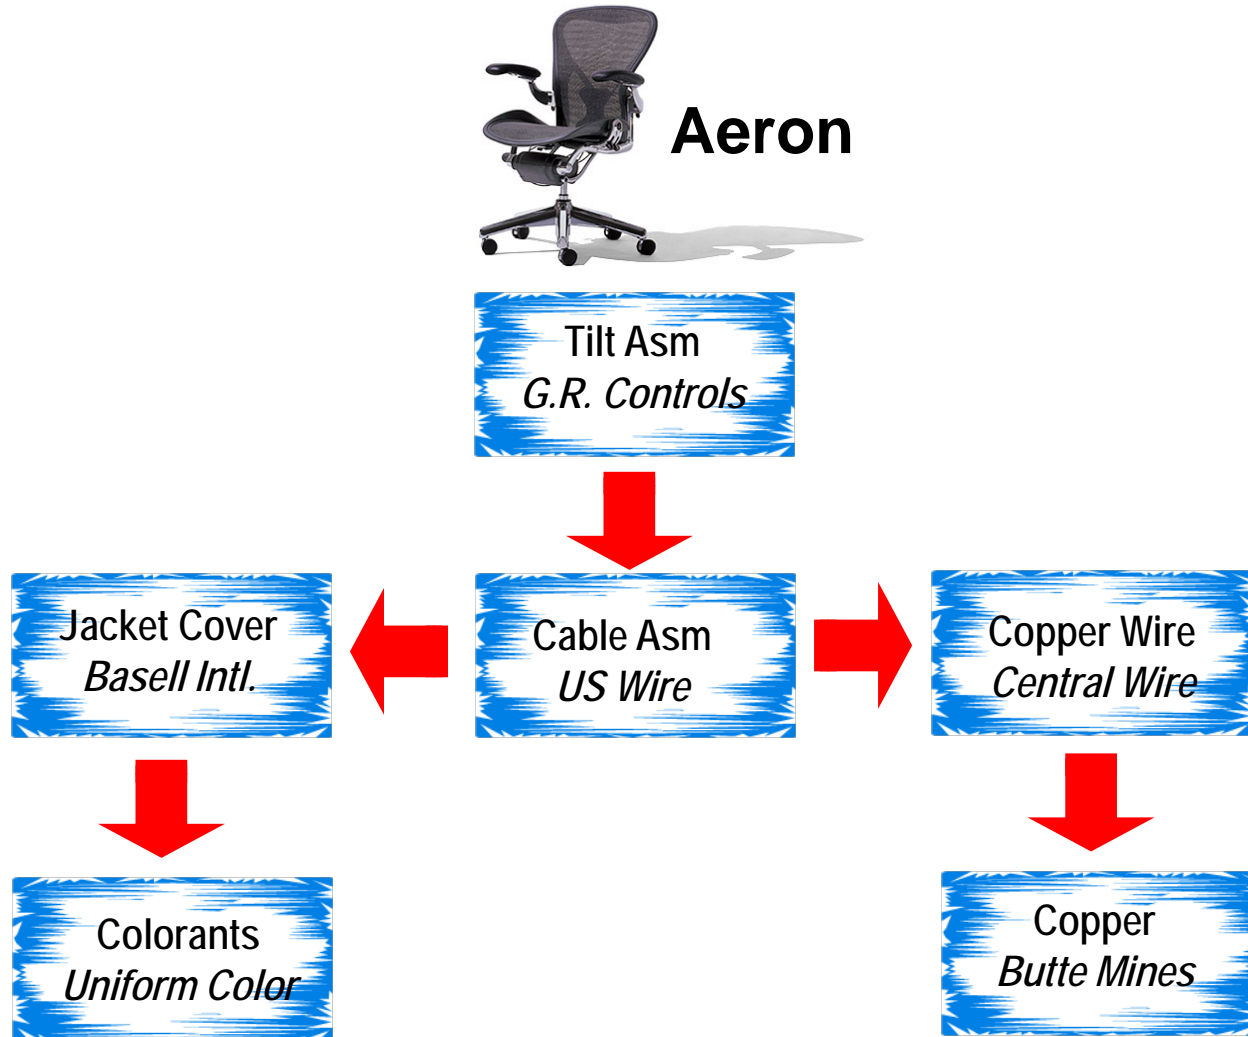 Aeron
Tilt Asm
G.R. Controls
Jacket Cover
Basell Intl.
Cable Asm
US Wire
Copper Wire
Central Wire
Colorants
Uniform Color
Copper
Butte Mines